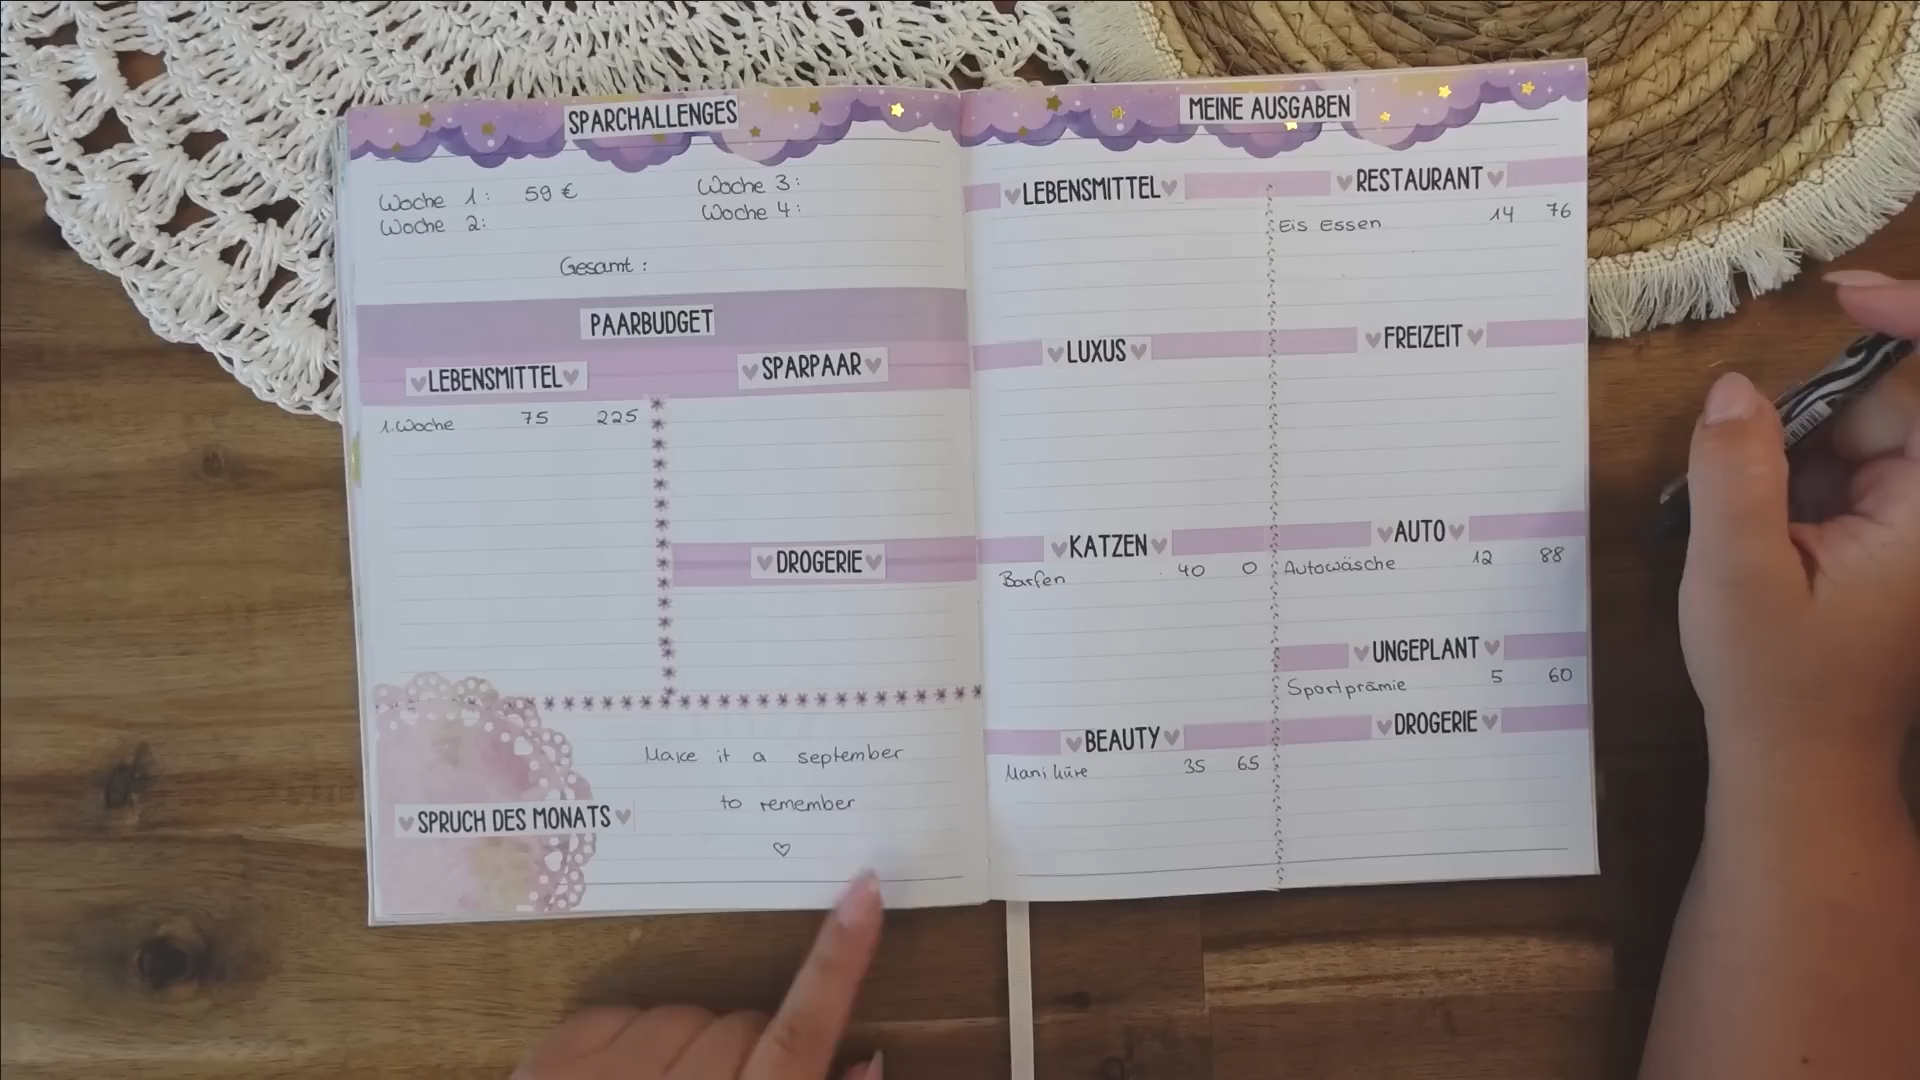 SPARCHALLENGES
Woche 1: 59 €
Woche 2:
Woche 3:
Woche 4:
Gesamt:
PAARBUDGET
LEBENSMITTEL
1. Woche 75 225
SPARPAAR
DROGERIE
SPRUCH DES MONATS
Make it a september
to remember
MEINE AUSGABEN
LEBENSMITTEL
LUXUS
KATZEN
Barfen 40 0
BEAUTY
Maniküre 35 65
RESTAURANT
Eis essen 14 76
FREIZEIT
AUTO
Autowäsche 12 88
UNGEPLANT
Sportprämie 5 60
DROGERIE